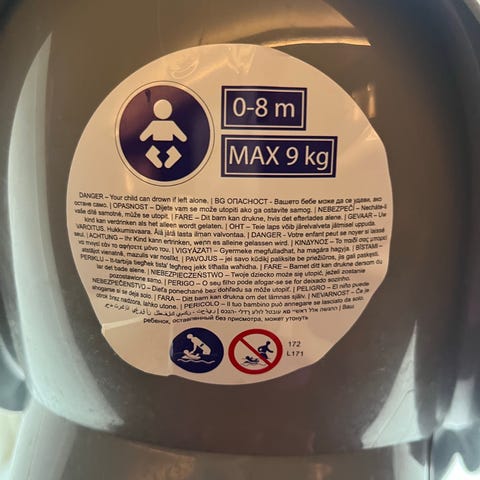 0-8 m
MAX 9 kg
DANGER – Your child can drown if left alone. | BG ОПАСНОСТ - Вашето бебе може да се удави, ако
остане само. | OPASNOST – Dijete vam se može utopiti ako ga ostavite samog. | NEBEZPEČÍ – Necháte-li
vaše dítě samotné, může se utopit. | FARE – Dit barn kan drukne, hvis det efterlades alene. | GEVAAR – Uw
kind kan verdrinken als het alleen wordt gelaten. | OHT – Teie laps võib järelvalveta jätmisel uppuda.
VAROITUS. Hukkumisvaara. Älä jätä lasta ilman valvontaa. | DANGER - Votre enfant peut se noyer si laissé
seul. | ACHTUNG – Ihr Kind kann ertrinken, wenn es alleine gelassen wird. | ΚΙΝΔΥΝΟΣ – Το παιδί σας μπορεί
να πνιγεί εάν το αφήσετε μόνο του. | VIGYÁZAT! – Gyermeke megfulladhat, ha magára hagyja. | BĪSTAMI –
atstājot vienatnē, mazulis var noslīkt. | PAVOJUS – jei savo kūdikį paliksite be priežiūros, jis gali paskęsti.
PERIKLU - It-tarbija tiegħek tista' tegħreq jekk titħalla waħidha. | FARE – Barnet ditt kan drukne dersom du
lar det bade alene. | NIEBEZPIECZEŃSTWO – Twoje dziecko może się utopić, jeżeli zostanie
pozostawione samo. | PERIGO – O seu filho pode afogar-se se for deixado sozinho.
NEBEZPEČENSTVO – Dieťa ponechané bez dohľadu sa môže utopiť. | PELIGRO – El niño puede
ahogarse si se deja solo. | FARA – Ditt barn kan drukna om det lämnas själv. | NEVARNOST – Če je
otrok brez nadzora, lahko utone. | PERICOLO – Il tuo bambino può annegare se lasciato da solo.
ребенок, оставленный без присмотра, может утонуть
172
L171